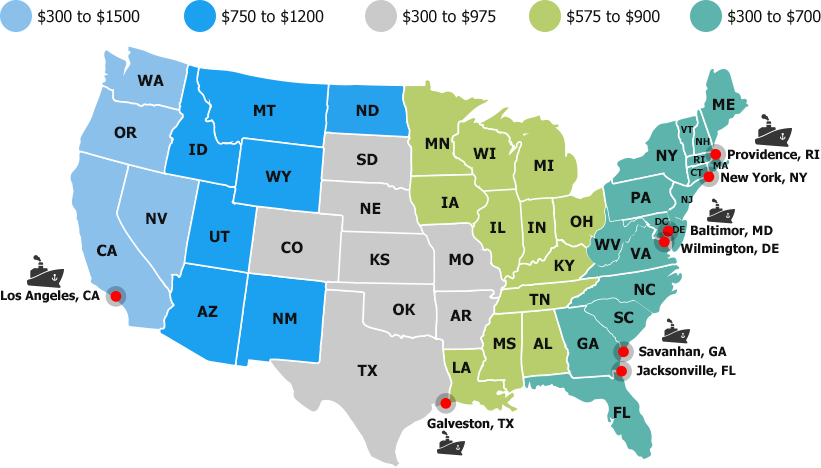 $300 to $1500 $750 to $1200 $300 to $975 $575 to $900 $300 to $700
WA
OR
CA
NV
ID
MT
WY
UT
AZ
NM
ND
SD
NE
CO
KS
OK
TX
MO
AR
MN
IA
WI
MI
IL
IN
OH
KY
TN
MS
AL
LA
ME
VT
NH
NY
RI
MA
CT
PA
NJ
DC
DE
WV
VA
NC
SC
GA
FL
Providence, RI
New York, NY
Baltimor, MD
Wilmington, DE
Los Angeles, CA
Savanhan, GA
Jacksonville, FL
Galveston, TX